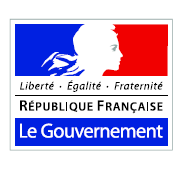 Liberté · Égalité · Fraternité
RÉPUBLIQUE FRANÇAISE
Le Gouvernement